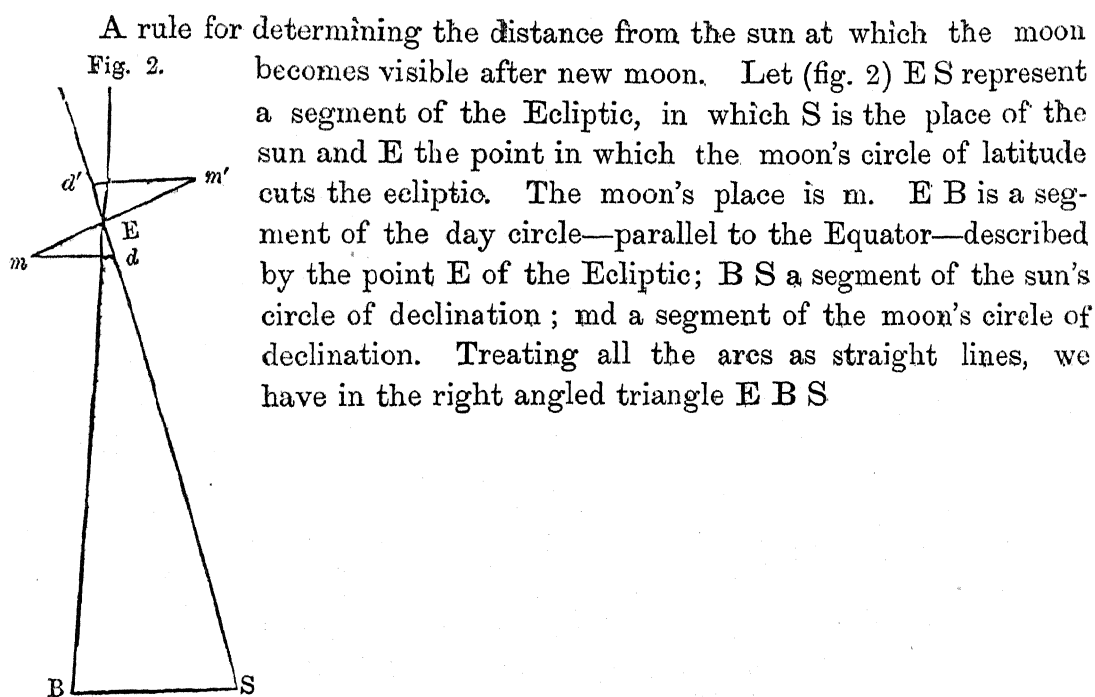 A rule for determining the distance from the sun at which the moon
Fig. 2.
becomes visible after new moon. Let (fig. 2) E S represent
a segment of the Ecliptic, in which S is the place of the
sun and E the point in which the moon's circle of latitude
cuts the ecliptic. The moon's place is m. E B is a seg-
ment of the day circle—parallel to the Equator—described
by the point E of the Ecliptic; B S a segment of the sun's
circle of declination; md a segment of the moon's circle of
declination. Treating all the arcs as straight lines, we
have in the right angled triangle E B S
d'
m'
E
m
d
B
S